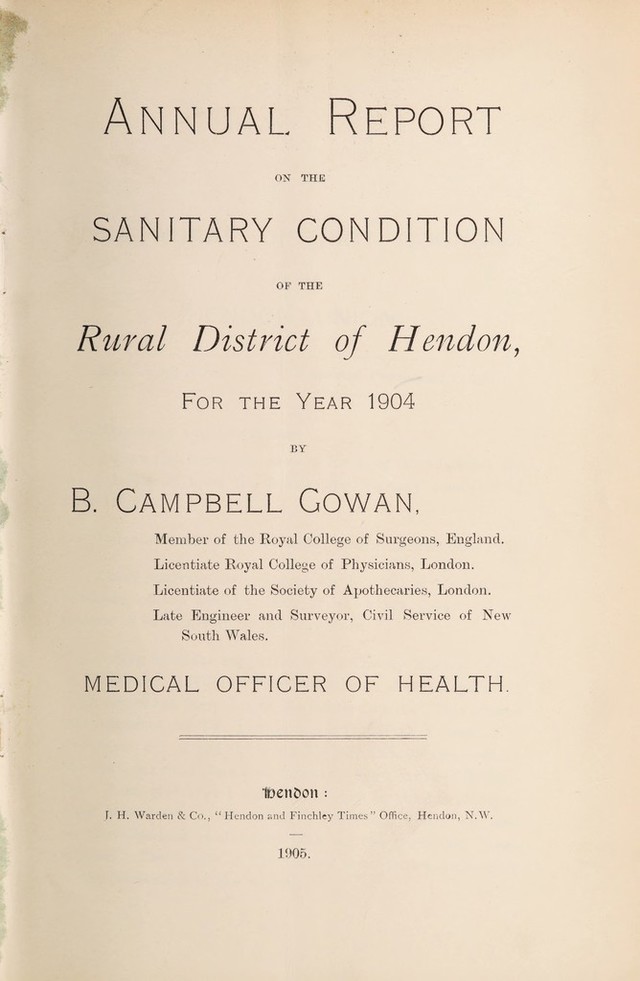 ANNUAL REPORT
ON THE
SANITARY CONDITION
OF THE
Rural District of Hendon,
FOR THE YEAR 1904
BY
B. CAMPBELL GOWAN,
Member of the Royal College of Surgeons, England.
Licentiate Royal College of Physicians, London.
Licentiate of the Society of Apothecaries, London.
Late Engineer and Surveyor, Civil Service of New
South Wales.
MEDICAL OFFICER OF HEALTH.
Hendon :
J. H. Warden & Co., “Hendon and Finchley Times” Office, Hendon, N.W.
1905.